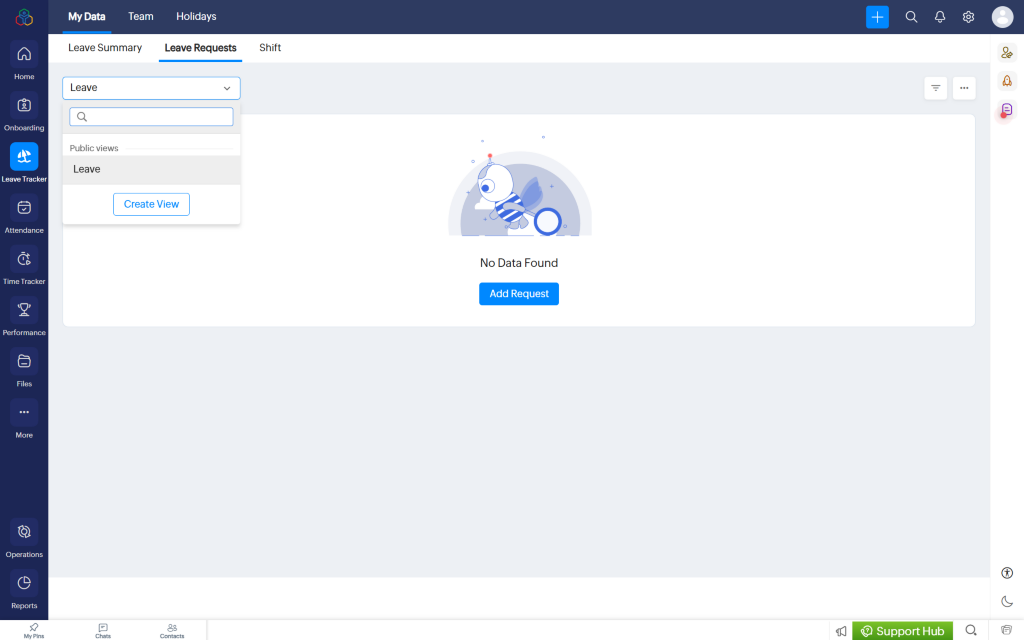 My Data
Team
Holidays
Leave Summary
Leave Requests
Shift
Home
Onboarding
Leave Tracker
Attendance
Time Tracker
Performance
Files
More
Operations
Reports
Leave
Public views
Leave
Create View
No Data Found
Add Request
My Pins
Chats
Contacts
Support Hub